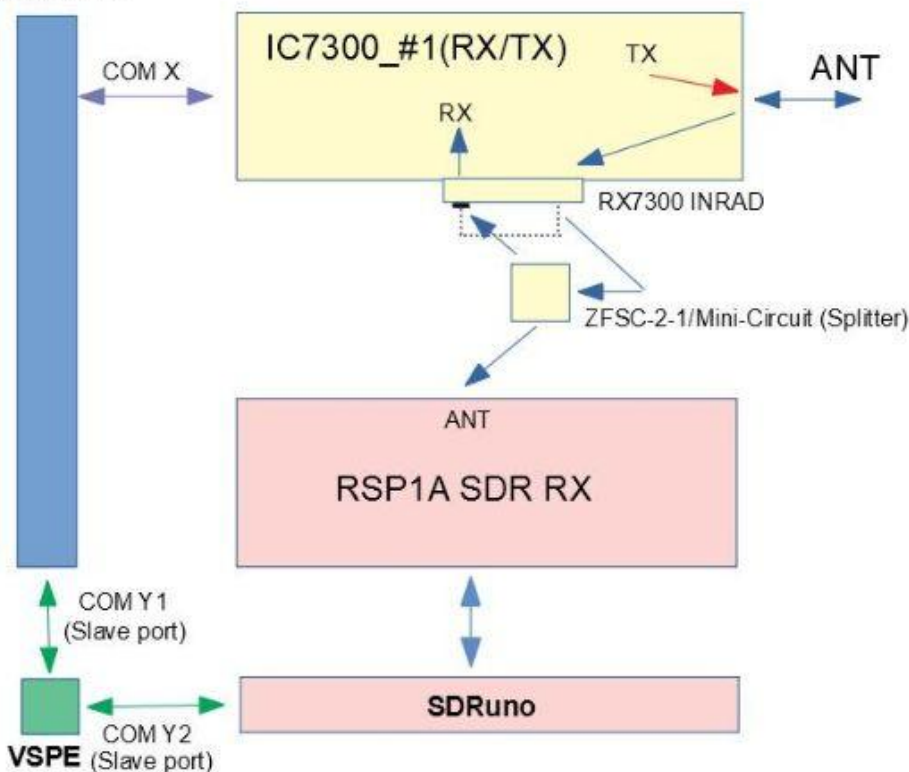 IC7300_#1(RX/TX)
TX
ANT
COM X
RX
RX7300 INRAD
ZFSC-2-1/Mini-Circuit (Splitter)
ANT
RSP1A SDR RX
COM Y1
(Slave port)
SDRuno
COM Y2
VSPE (Slave port)